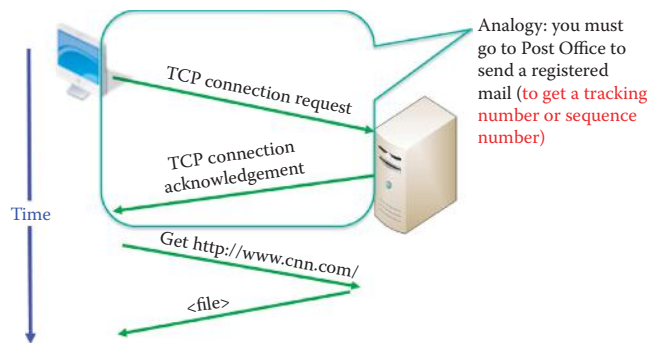 Analogy: you must
go to Post Office to
send a registered
mail (to get a tracking
number or sequence
number)
TCP connection request
TCP connection
acknowledgement
Time
Get http://www.cnn.com/
<file>